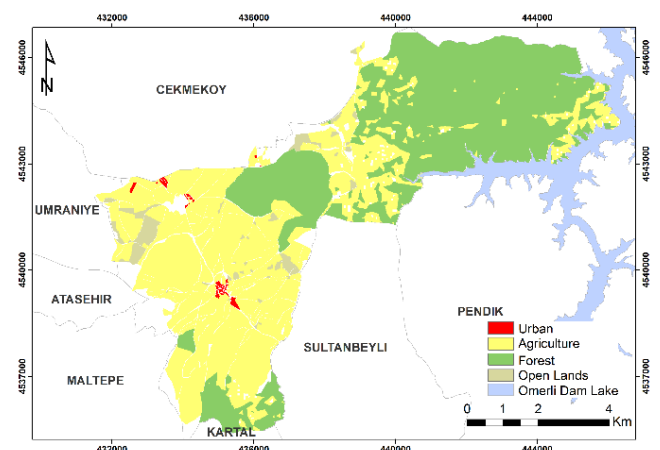 432000 436000 440000 444000
4546000
4546000
N
CEKMEKOY
4543000
4543000
UMRANIYE
4540000
4540000
ATASEHIR
PENDIK
Urban
SULTANBEYLI
Agriculture
Forest
MALTEPE
4537000
4537000
Open Lands
Omerli Dam Lake
0 1 2 4
Km
KARTAL
432000 436000 440000 444000